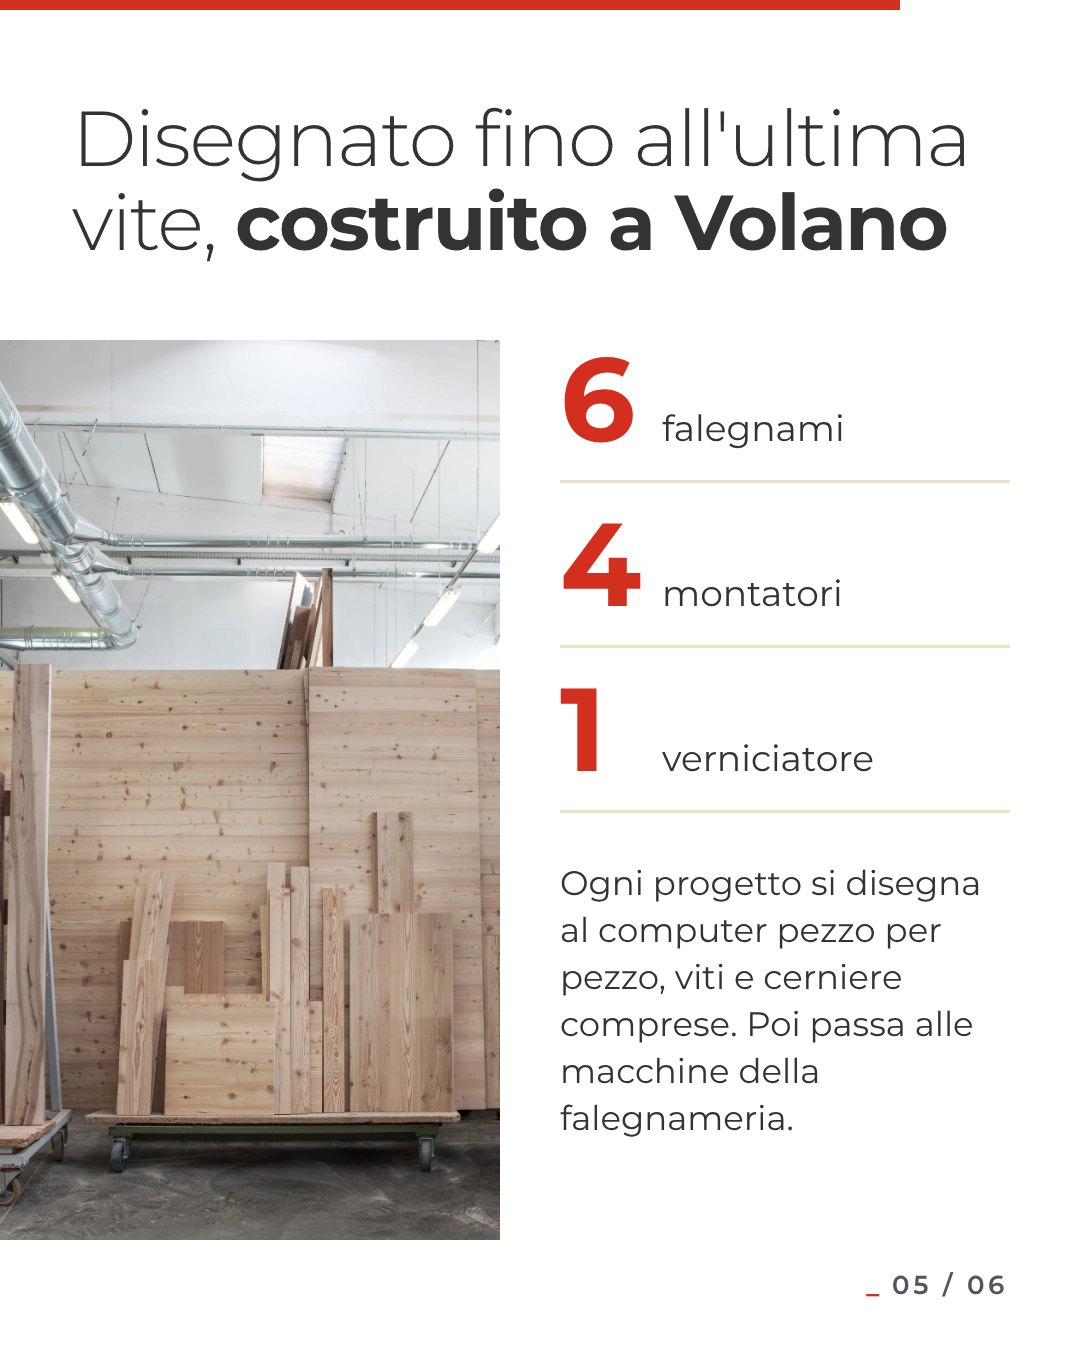 Disegnato fino all'ultima
vite, costruito a Volano
6 falegnami
4 montatori
1 verniciatore
Ogni progetto si disegna
al computer pezzo per
pezzo, viti e cerniere
comprese. Poi passa alle
macchine della
falegnameria.
_ 05 / 06